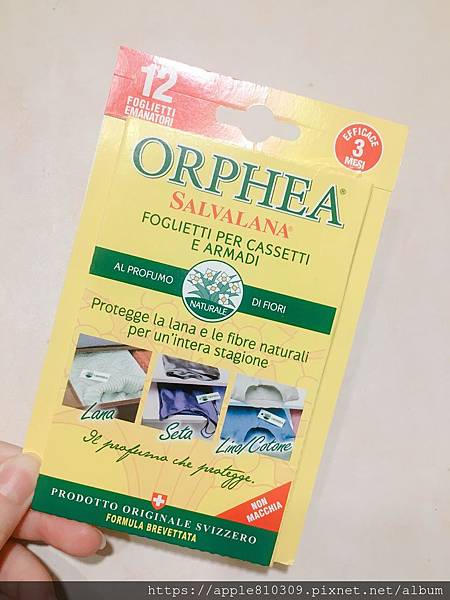 12
FOGLIETTI
EMANATORI
EFFICACE
3
MESI
ORPHEA®
SALVALANA®
FOGLIETTI PER CASSETTI
E ARMADI
AL PROFUMO
NATURALE
DI FIORI
Protegge la lana e le fibre naturali
per un'intera stagione
Lana
Seta
Lino/Cotone
Il profumo che protegge.
NON
MACCHIA
PRODOTTO ORIGINALE SVIZZERO
FORMULA BREVETTATA
https://apple810309.pixnet.net/album